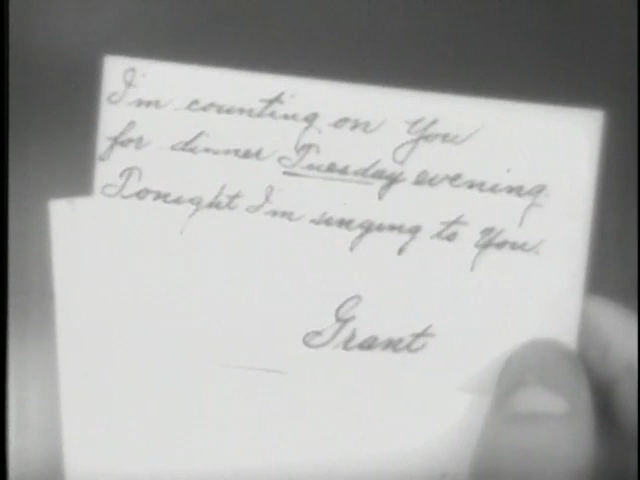 I'm counting on You
for dinner Tuesday evening.
Tonight I'm singing to You.
Grant